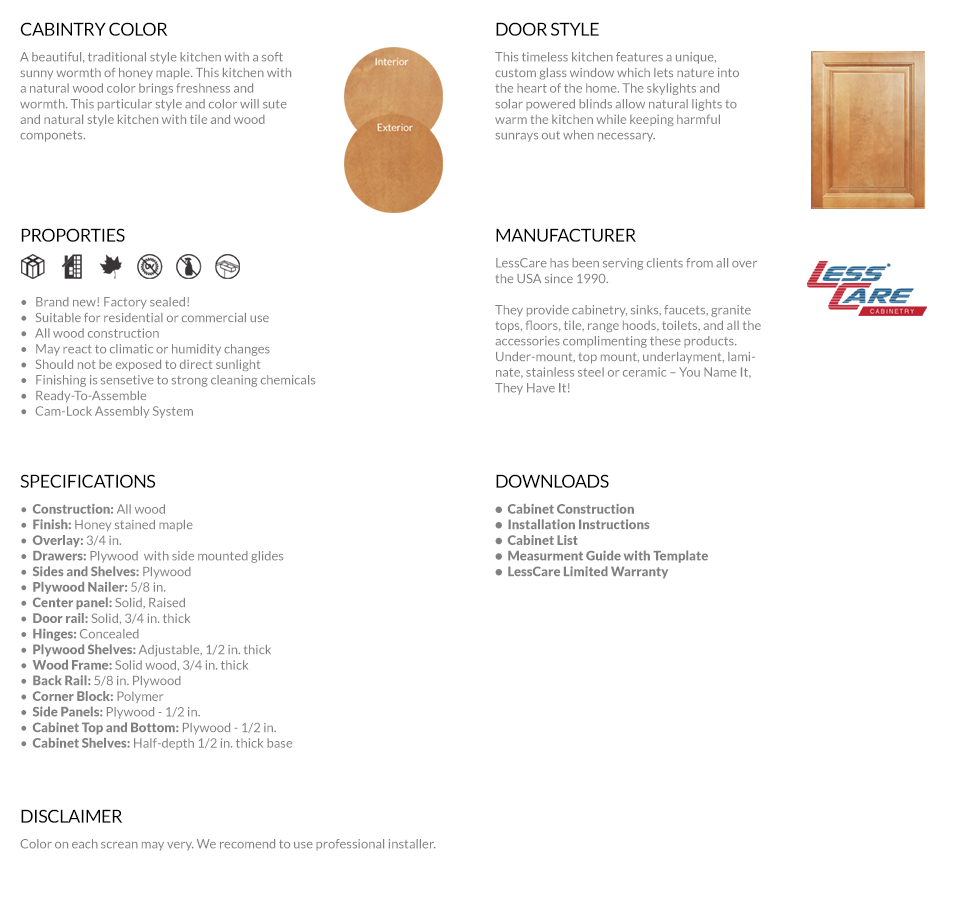 CABINTRY COLOR
A beautiful, traditional style kitchen with a soft
sunny wormth of honey maple. This kitchen with
a natural wood color brings freshness and
wormth. This particular style and color will sute
and natural style kitchen with tile and wood
componets.
Interior
Exterior
DOOR STYLE
This timeless kitchen features a unique,
custom glass window which lets nature into
the heart of the home. The skylights and
solar powered blinds allow natural lights to
warm the kitchen while keeping harmful
sunrays out when necessary.
PROPORTIES
• Brand new! Factory sealed!
• Suitable for residential or commercial use
• All wood construction
• May react to climatic or humidity changes
• Should not be exposed to direct sunlight
• Finishing is sensetive to strong cleaning chemicals
• Ready-To-Assemble
• Cam-Lock Assembly System
MANUFACTURER
LessCare has been serving clients from all over
the USA since 1990.
They provide cabinetry, sinks, faucets, granite
tops, floors, tile, range hoods, toilets, and all the
accessories complimenting these products.
Under-mount, top mount, underlayment, lami-
nate, stainless steel or ceramic – You Name It,
They Have It!
LESS
CARE
CABINETRY
SPECIFICATIONS
• Construction: All wood
• Finish: Honey stained maple
• Overlay: 3/4 in.
• Drawers: Plywood with side mounted glides
• Sides and Shelves: Plywood
• Plywood Nailer: 5/8 in.
• Center panel: Solid, Raised
• Door rail: Solid, 3/4 in. thick
• Hinges: Concealed
• Plywood Shelves: Adjustable, 1/2 in. thick
• Wood Frame: Solid wood, 3/4 in. thick
• Back Rail: 5/8 in. Plywood
• Corner Block: Polymer
• Side Panels: Plywood - 1/2 in.
• Cabinet Top and Bottom: Plywood - 1/2 in.
• Cabinet Shelves: Half-depth 1/2 in. thick base
DOWNLOADS
• Cabinet Construction
• Installation Instructions
• Cabinet List
• Measurment Guide with Template
• LessCare Limited Warranty
DISCLAIMER
Color on each screan may very. We recomend to use professional installer.